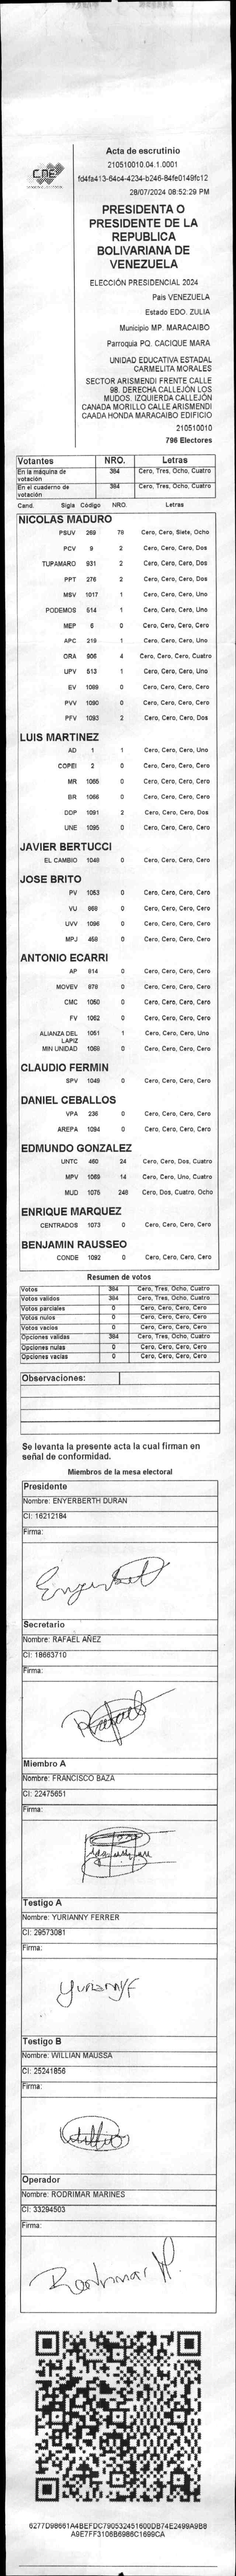 CNE
Acta de escrutinio
210510010.04.1.0001
fd4fa413-64c4-4234-b246-84fe0149fc12
28/07/2024 08:52:29 PM
PRESIDENTA O
PRESIDENTE DE LA
REPUBLICA
BOLIVARIANA DE
VENEZUELA
ELECCIÓN PRESIDENCIAL 2024
País VENEZUELA
Estado EDO. ZULIA
Municipio MP. MARACAIBO
Parroquia PQ. CACIQUE MARA
UNIDAD EDUCATIVA ESTADAL
CARMELITA MORALES
SECTOR ARISMENDI FRENTE CALLE
98. DERECHA CALLEJÓN LOS
MUDOS. IZQUIERDA CALLEJÓN
CANADA MORILLO CALLE ARISMENDI
CAADA HONDA MARACAIBO EDIFICIO
210510010
796 Electores
Votantes NRO. Letras
En la máquina de votación 384 Cero, Tres, Ocho, Cuatro
En el cuaderno de votación 384 Cero, Tres, Ocho, Cuatro
Cand. Sigla Código NRO. Letras
NICOLAS MADURO
PSUV 269 78 Cero, Cero, Siete, Ocho
PCV 9 2 Cero, Cero, Cero, Dos
TUPAMARO 931 2 Cero, Cero, Cero, Dos
PPT 276 2 Cero, Cero, Cero, Dos
MSV 1017 1 Cero, Cero, Cero, Uno
PODEMOS 514 1 Cero, Cero, Cero, Uno
MEP 6 0 Cero, Cero, Cero, Cero
APC 219 1 Cero, Cero, Cero, Uno
ORA 906 4 Cero, Cero, Cero, Cuatro
UPV 513 1 Cero, Cero, Cero, Uno
EV 1089 0 Cero, Cero, Cero, Cero
PVV 1090 0 Cero, Cero, Cero, Cero
PFV 1093 2 Cero, Cero, Cero, Dos
LUIS MARTINEZ
AD 1 1 Cero, Cero, Cero, Uno
COPEI 2 0 Cero, Cero, Cero, Cero
MR 1065 0 Cero, Cero, Cero, Cero
BR 1066 0 Cero, Cero, Cero, Cero
DDP 1091 2 Cero, Cero, Cero, Dos
UNE 1095 0 Cero, Cero, Cero, Cero
JAVIER BERTUCCI
EL CAMBIO 1049 0 Cero, Cero, Cero, Cero
JOSE BRITO
PV 1053 0 Cero, Cero, Cero, Cero
VU 868 0 Cero, Cero, Cero, Cero
UVV 1096 0 Cero, Cero, Cero, Cero
MPJ 459 0 Cero, Cero, Cero, Cero
ANTONIO ECARRI
AP 814 0 Cero, Cero, Cero, Cero
MOVEV 878 0 Cero, Cero, Cero, Cero
CMC 1050 0 Cero, Cero, Cero, Cero
FV 1052 0 Cero, Cero, Cero, Cero
ALIANZA DEL LAPIZ 1051 1 Cero, Cero, Cero, Uno
MIN UNIDAD 1068 0 Cero, Cero, Cero, Cero
CLAUDIO FERMIN
SPV 1048 0 Cero, Cero, Cero, Cero
DANIEL CEBALLOS
VPA 236 0 Cero, Cero, Cero, Cero
AREPA 1094 0 Cero, Cero, Cero, Cero
EDMUNDO GONZALEZ
UNTC 460 24 Cero, Cero, Dos, Cuatro
MPV 1069 14 Cero, Cero, Uno, Cuatro
MUD 1075 248 Cero, Dos, Cuatro, Ocho
ENRIQUE MARQUEZ
CENTRADOS 1073 0 Cero, Cero, Cero, Cero
BENJAMIN RAUSSEO
CONDE 1092 0 Cero, Cero, Cero, Cero
Resumen de votos
Votos 384 Cero, Tres, Ocho, Cuatro
Votos validos 384 Cero, Tres, Ocho, Cuatro
Votos parciales 0 Cero, Cero, Cero, Cero
Votos nulos 0 Cero, Cero, Cero, Cero
Votos vacios 0 Cero, Cero, Cero, Cero
Opciones validas 384 Cero, Tres, Ocho, Cuatro
Opciones nulas 0 Cero, Cero, Cero, Cero
Opciones vacias 0 Cero, Cero, Cero, Cero
Observaciones:
Se levanta la presente acta la cual firman en
señal de conformidad.
Miembros de la mesa electoral
Presidente
Nombre: ENYERBERTH DURAN
CI: 16212184
Firma:
Secretario
Nombre: RAFAEL AÑEZ
CI: 18663710
Firma:
Rafael
Miembro A
Nombre: FRANCISCO BAZA
CI: 22475651
Firma:
Testigo A
Nombre: YURIANNY FERRER
CI: 29573081
Firma:
Testigo B
Nombre: WILLIAN MAUSSA
CI: 25241856
Firma:
Operador
Nombre: RODRIMAR MARINES
CI: 33294503
Firma:
Rodrimar M.
6277D98661A4BEFDC790532451600DB74E2499A9B8
A9E7FF3106B6986C1699CA